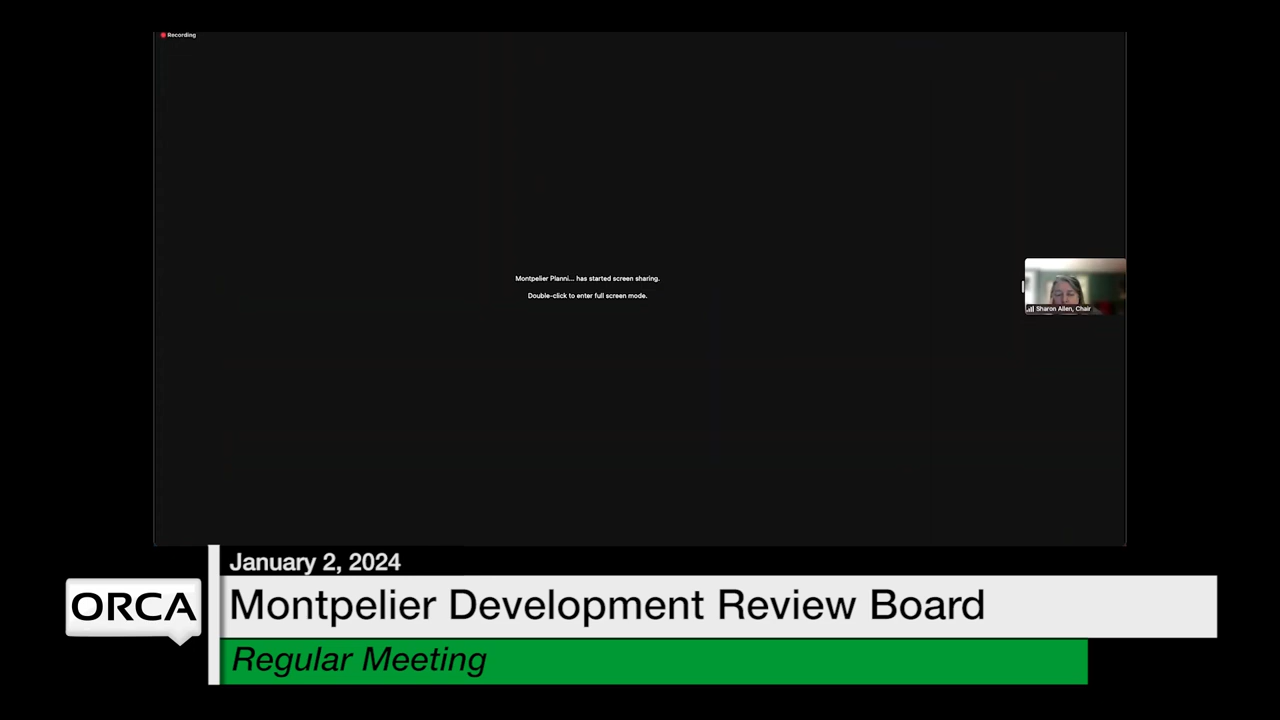 Recording
Montpelier Planni... has started screen sharing.
Double-click to enter full screen mode.
Sharon Allen, Chair
January 2, 2024
ORCA
Montpelier Development Review Board
Regular Meeting